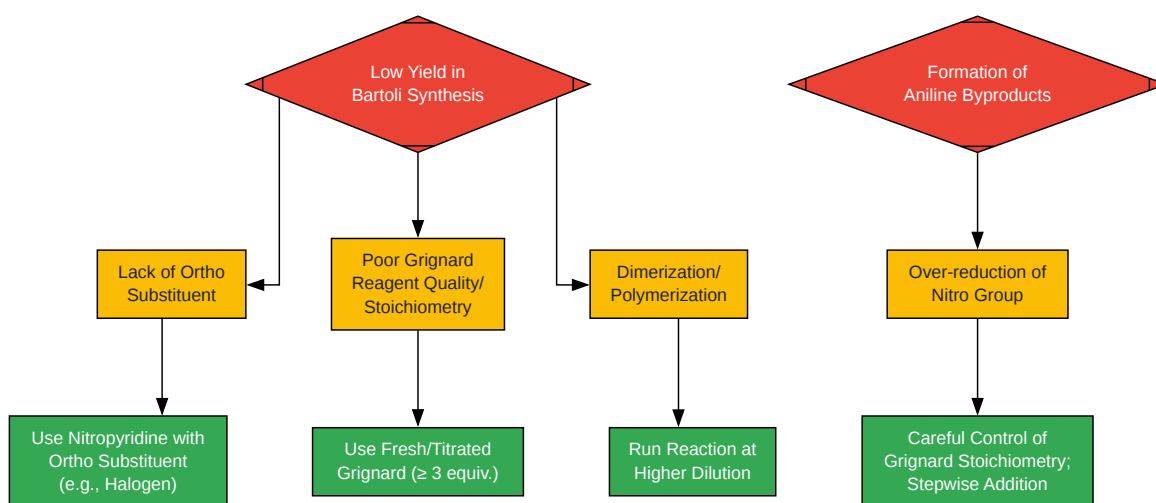 Low Yield in
Bartoli Synthesis
Formation of
Aniline Byproducts
Lack of Ortho
Substituent
Poor Grignard
Reagent Quality/
Stoichiometry
Dimerization/
Polymerization
Over-reduction of
Nitro Group
Use Nitropyridine with
Ortho Substituent
(e.g., Halogen)
Use Fresh/Titrated
Grignard (≥ 3 equiv.)
Run Reaction at
Higher Dilution
Careful Control of
Grignard Stoichiometry;
Stepwise Addition